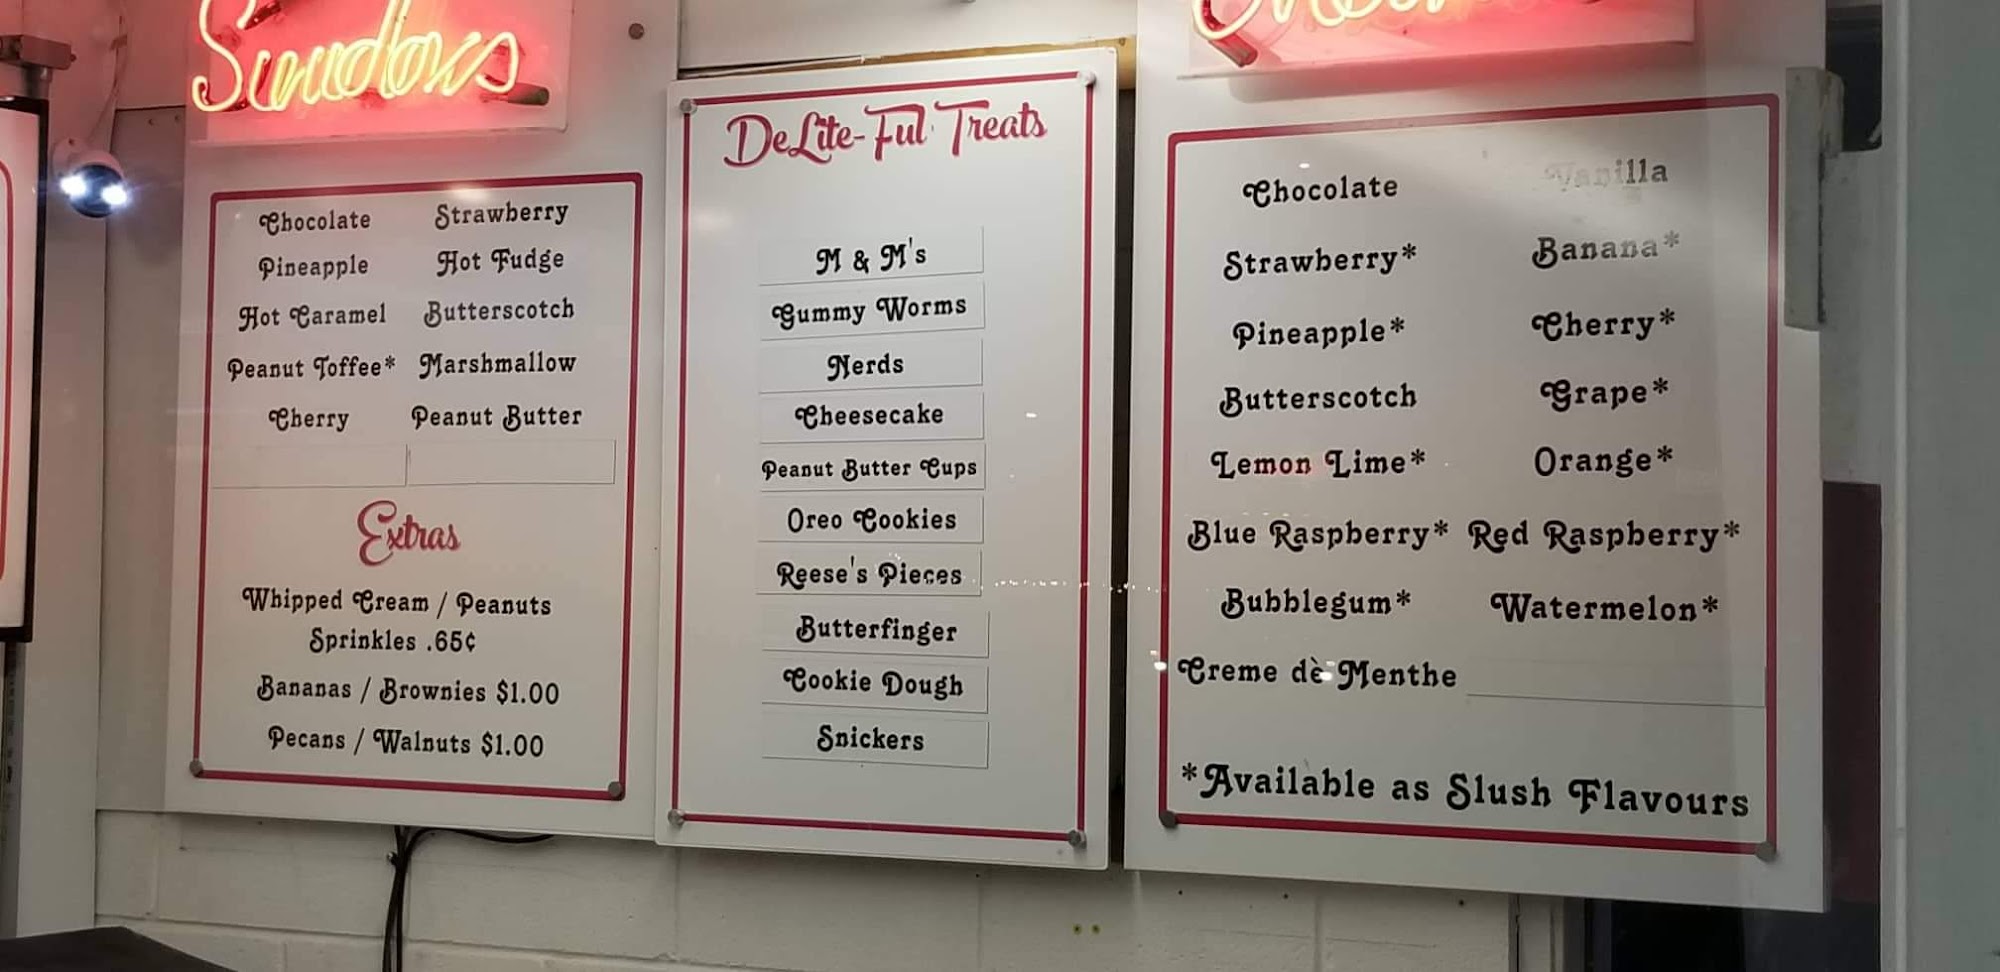 Sundaes
Chocolate Strawberry
Pineapple Hot Fudge
Hot Caramel Butterscotch
Peanut Toffee* Marshmallow
Cherry Peanut Butter
Extras
Whipped Cream / Peanuts
Sprinkles .65¢
Bananas / Brownies $1.00
Pecans / Walnuts $1.00
DeLite-Ful Treats
M & M's
Gummy Worms
Nerds
Cheesecake
Peanut Butter Cups
Oreo Cookies
Reese's Pieces
Butterfinger
Cookie Dough
Snickers
Chocolate Vanilla
Strawberry* Banana*
Pineapple* Cherry*
Butterscotch Grape*
Lemon Lime* Orange*
Blue Raspberry* Red Raspberry*
Bubblegum* Watermelon*
Creme dè Menthe
*Available as Slush Flavours